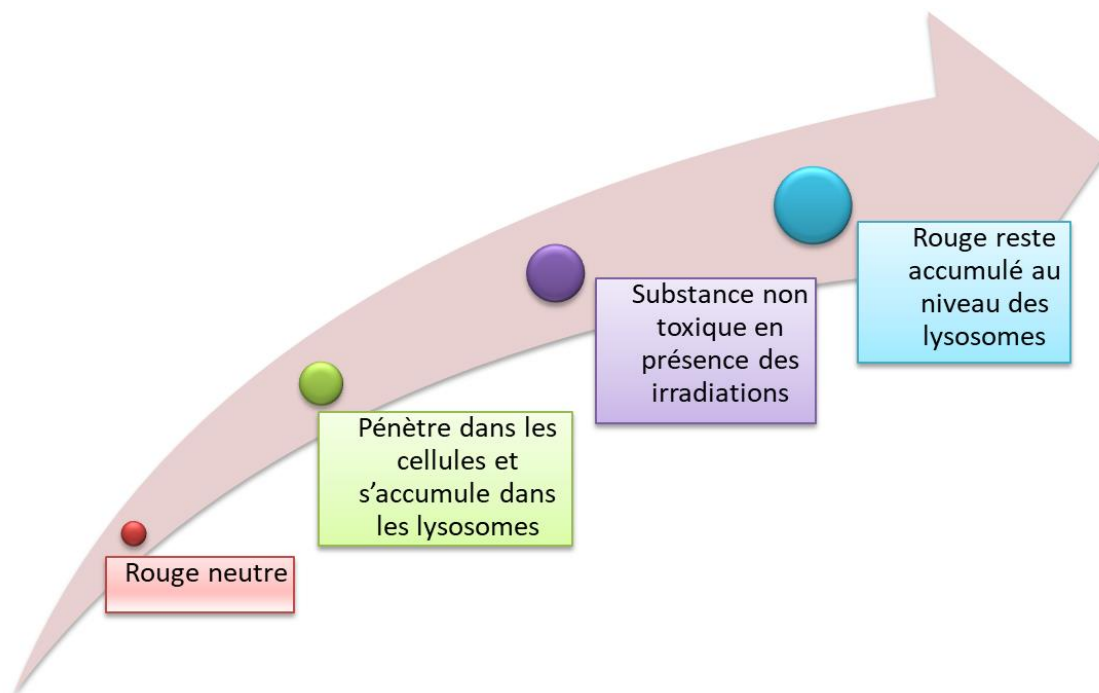 Rouge neutre
Pénètre dans les
cellules et
s’accumule dans
les lysosomes
Substance non
toxique en
présence des
irradiations
Rouge reste
accumulé au
niveau des
lysosomes